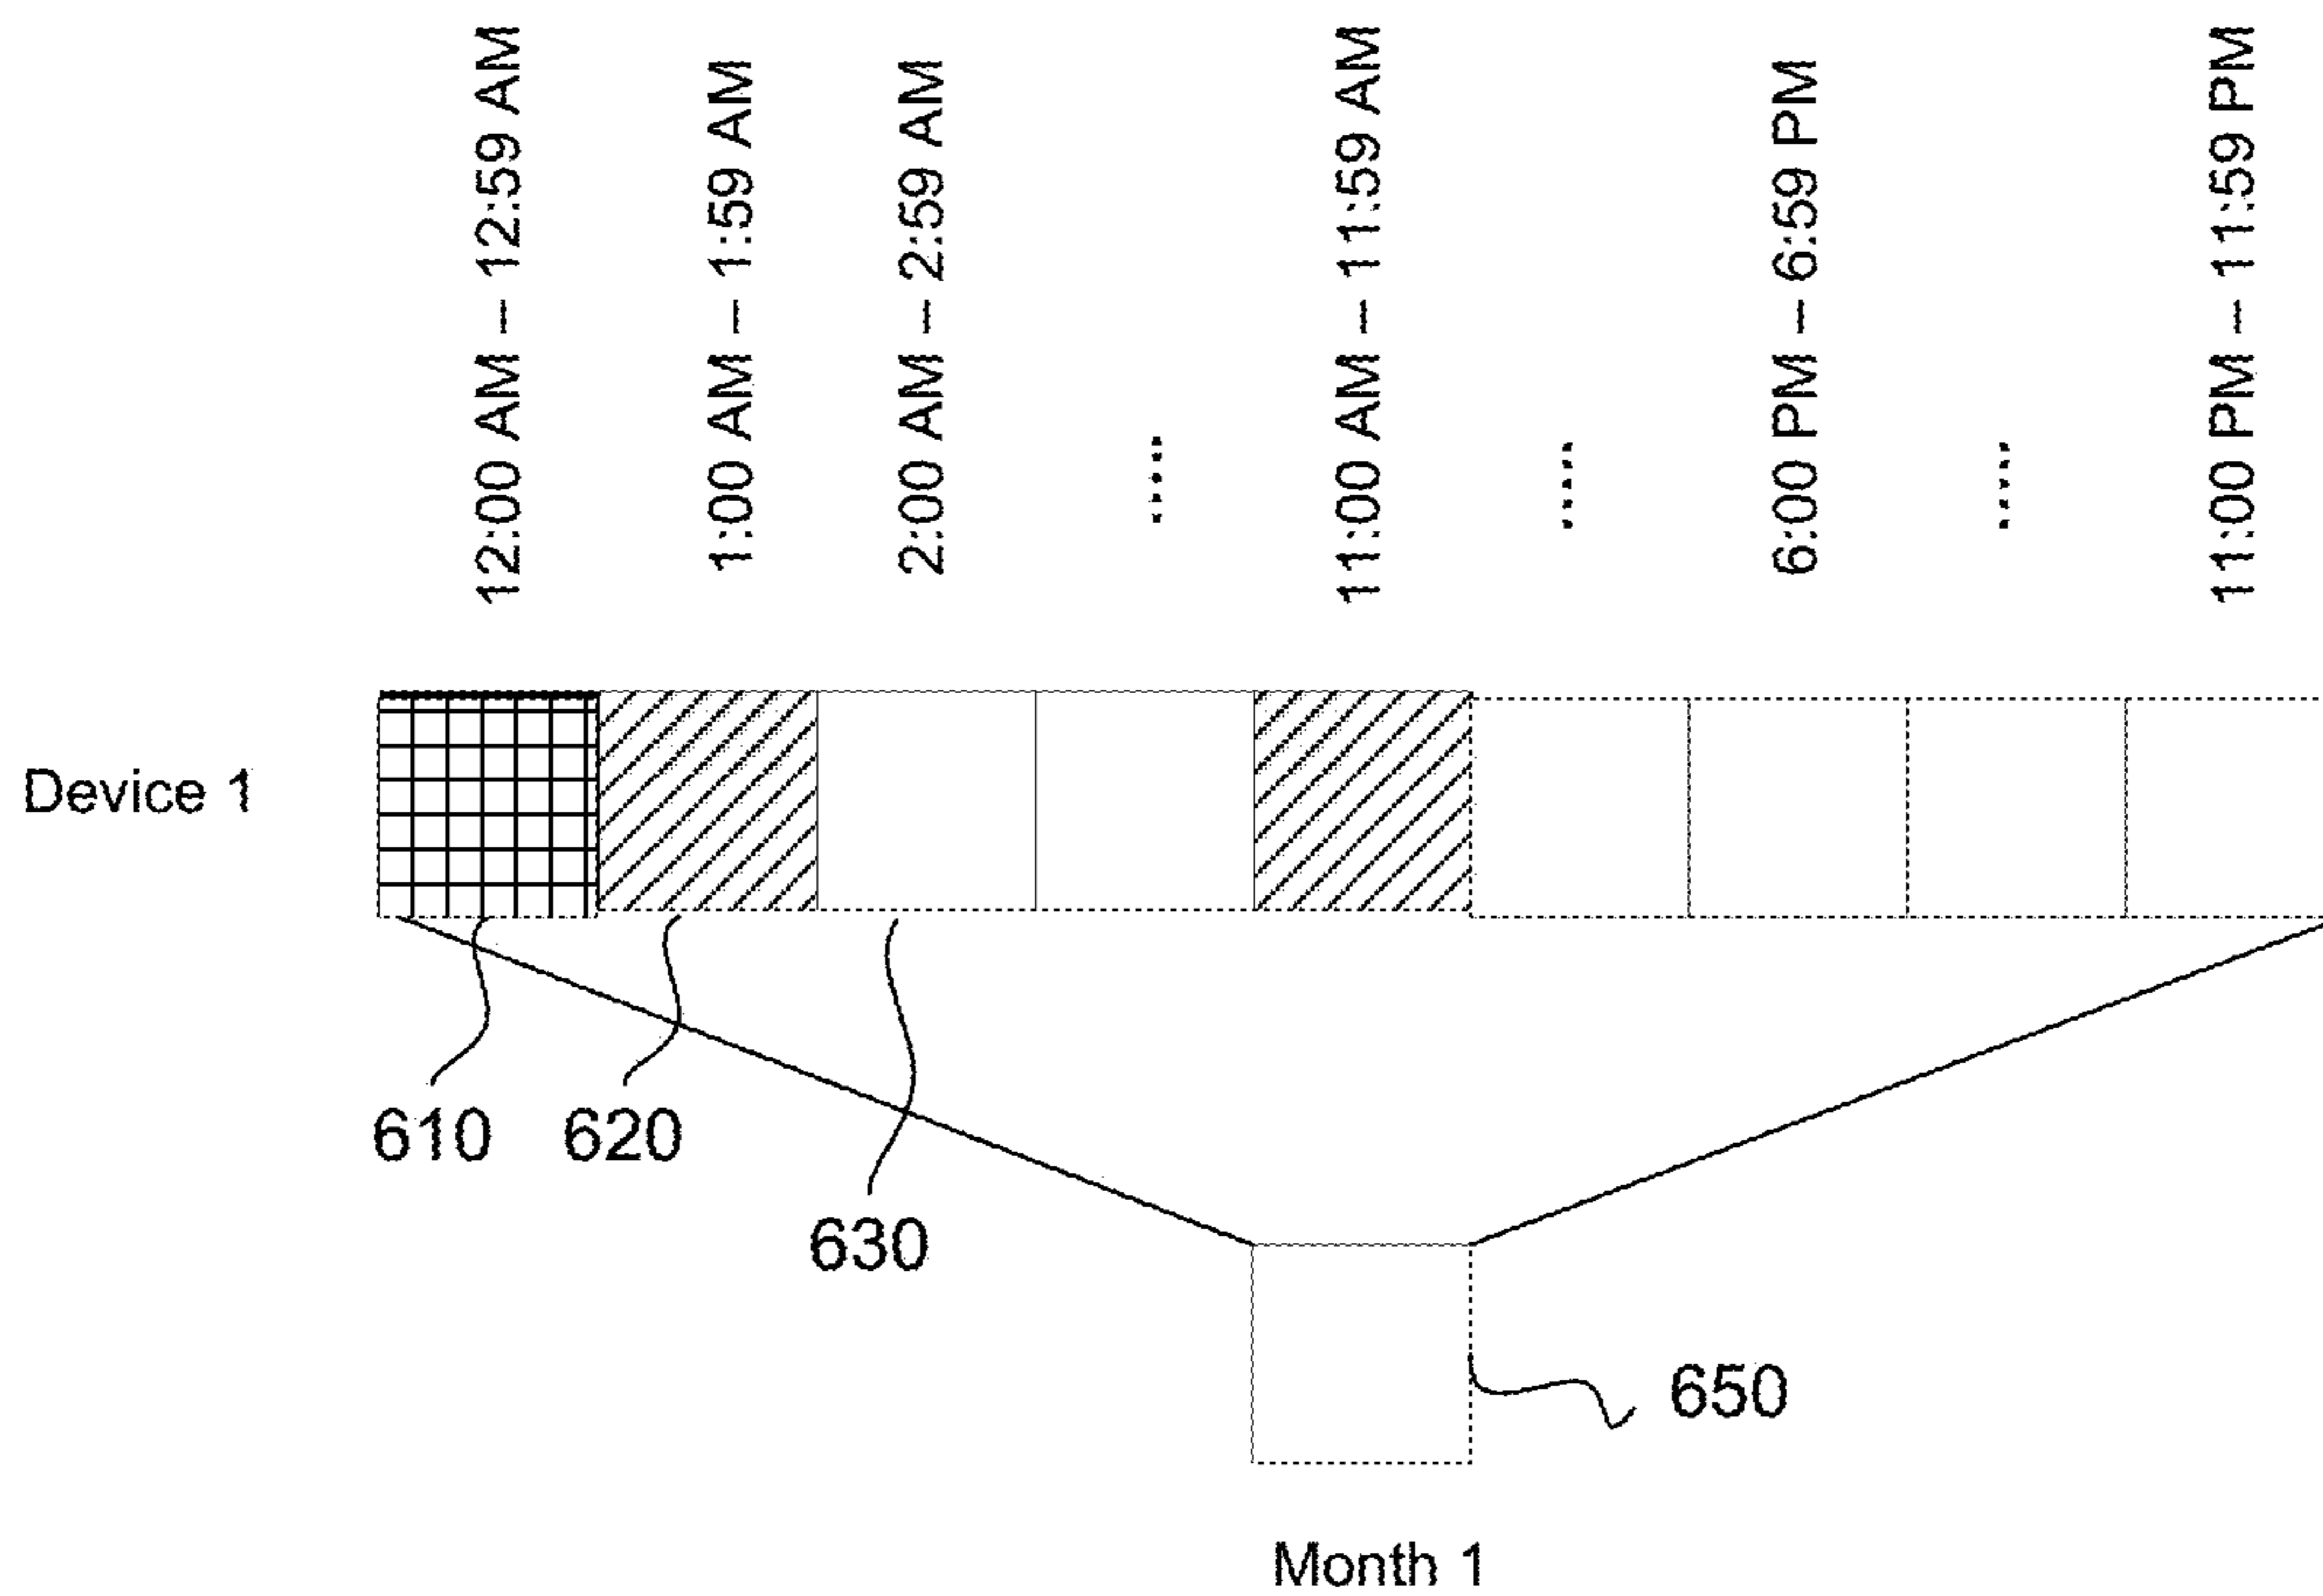 12:00 AM – 12:59 AM
1:00 AM – 1:59 AM
2:00 AM – 2:59 AM
.....
11:00 AM – 11:59 AM
.....
6:00 PM – 6:59 PM
.....
11:00 PM – 11:59 PM
Device 1
610
620
630
650
Month 1